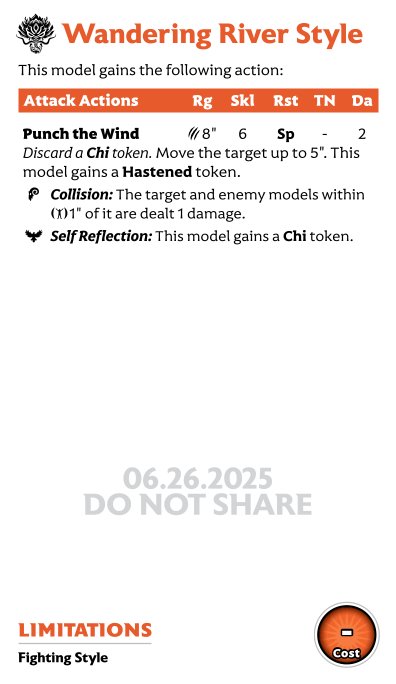 Wandering River Style
This model gains the following action:
Attack Actions Rg Skl Rst TN Da
Punch the Wind 8" 6 Sp - 2
Discard a Chi token. Move the target up to 5". This
model gains a Hastened token.
Collision: The target and enemy models within
1" of it are dealt 1 damage.
Self Reflection: This model gains a Chi token.
06.26.2025
DO NOT SHARE
LIMITATIONS
Fighting Style
-
Cost